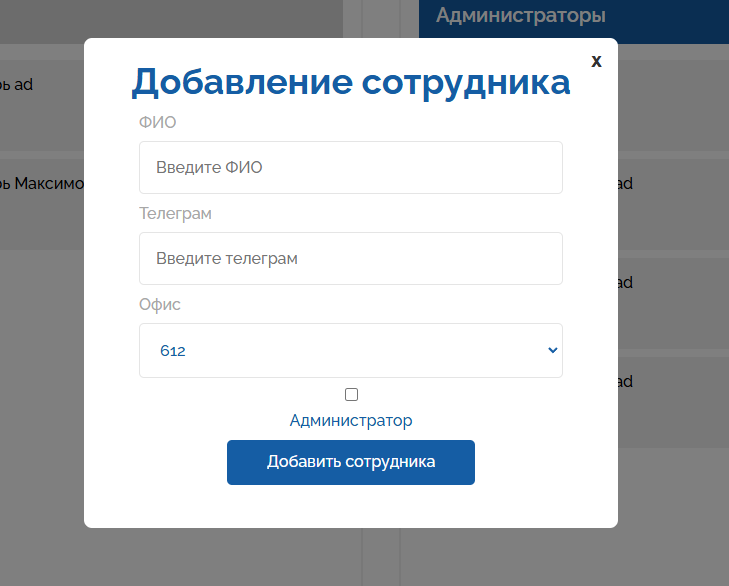 Администраторы
x
Добавление сотрудника
ФИО
ad
Введите ФИО
Максимо
ad
Телеграм
Введите телеграм
ad
Офис
612
ad
Администратор
Добавить сотрудника